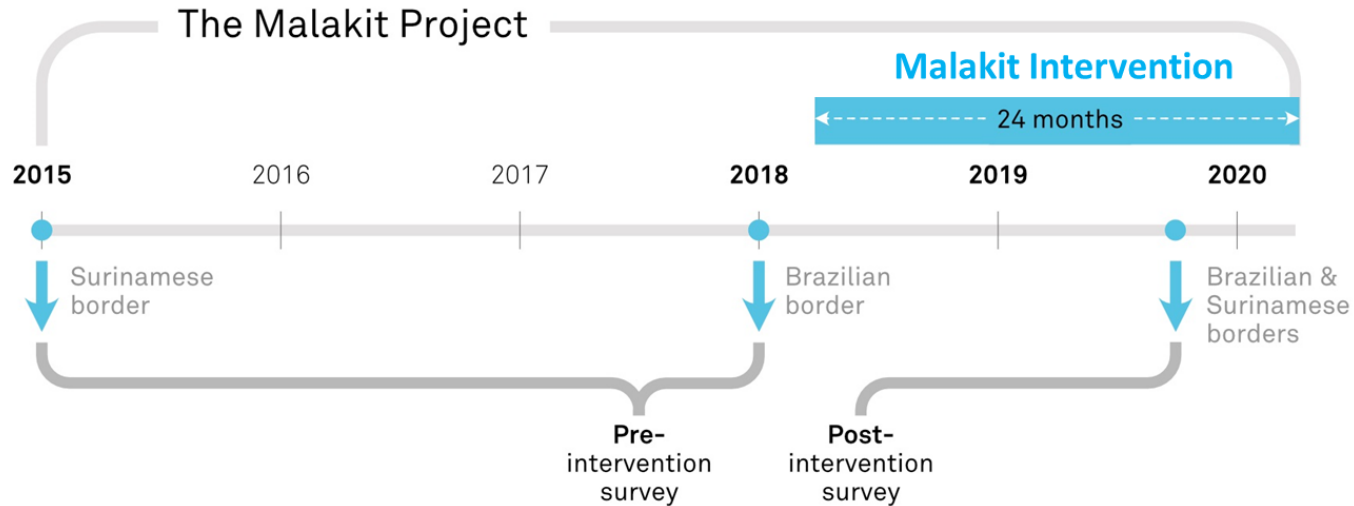 The Malakit Project
Malakit Intervention
24 months
2015
2016
2017
2018
2019
2020
Surinamese
border
Brazilian
border
Brazilian &
Surinamese
borders
Pre-
intervention
survey
Post-
intervention
survey